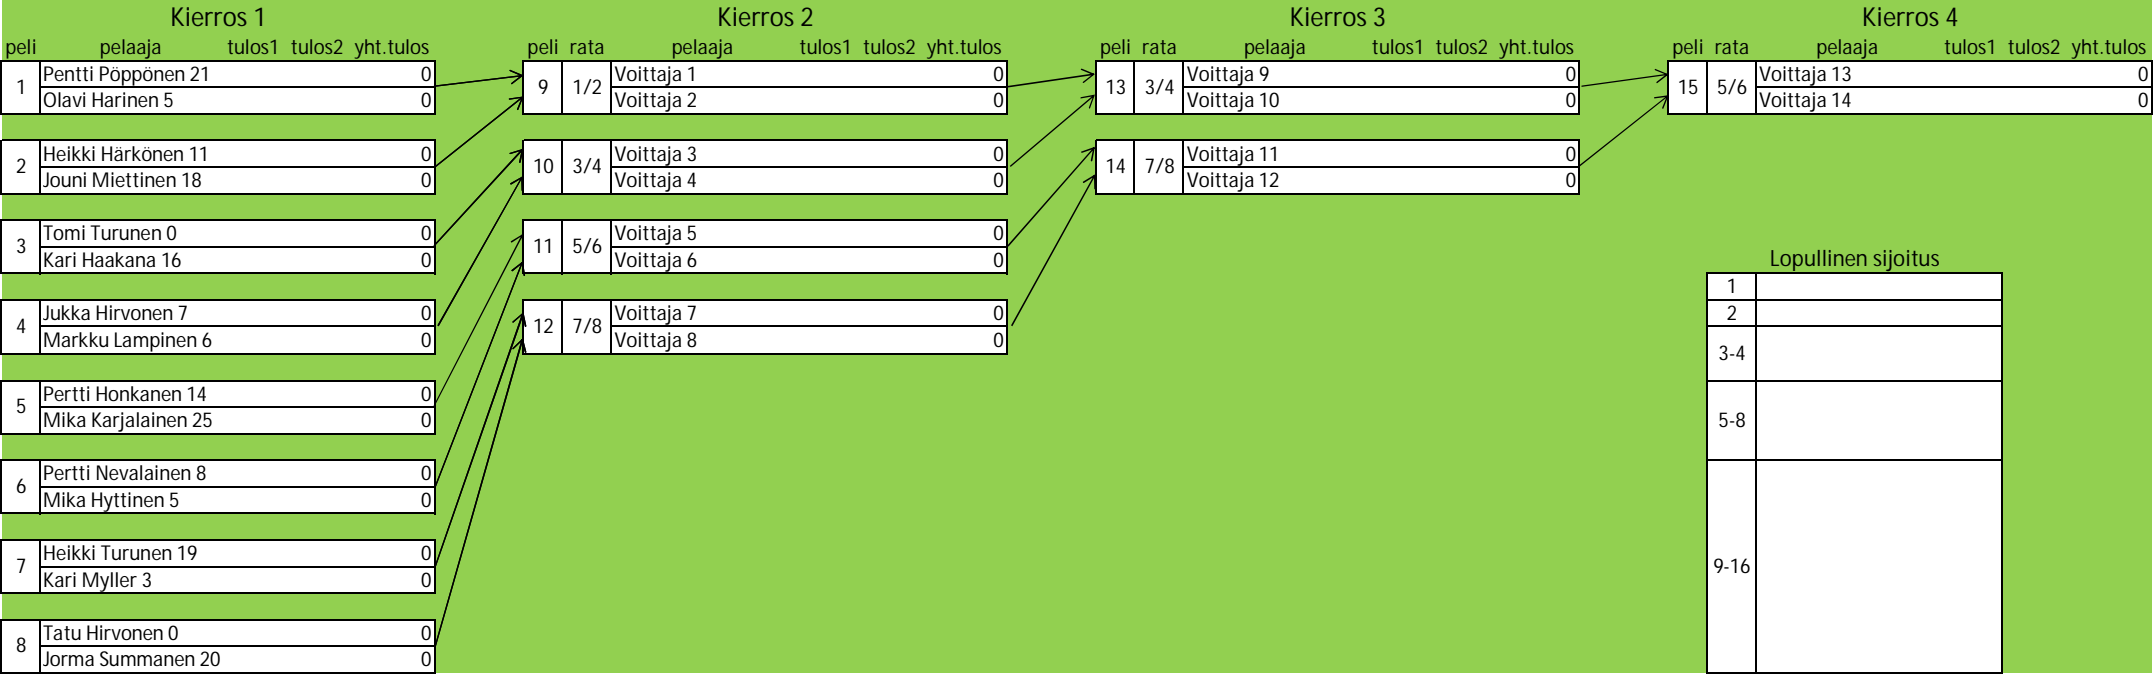 Kierros 1 Kierros 2 Kierros 3 Kierros 4
peli pelaaja tulos1 tulos2 yht.tulos peli rata pelaaja tulos1 tulos2 yht.tulos peli rata pelaaja tulos1 tulos2 yht.tulos peli rata pelaaja tulos1 tulos2 yht.tulos
1 Pentti Pöppönen 21 0
Olavi Harinen 5 0
2 Heikki Härkönen 11 0
Jouni Miettinen 18 0
3 Tomi Turunen 0 0
Kari Haakana 16 0
4 Jukka Hirvonen 7 0
Markku Lampinen 6 0
5 Pertti Honkanen 14 0
Mika Karjalainen 25 0
6 Pertti Nevalainen 8 0
Mika Hyttinen 5 0
7 Heikki Turunen 19 0
Kari Myller 3 0
8 Tatu Hirvonen 0 0
Jorma Summanen 20 0
9 1/2 Voittaja 1 0
Voittaja 2 0
10 3/4 Voittaja 3 0
Voittaja 4 0
11 5/6 Voittaja 5 0
Voittaja 6 0
12 7/8 Voittaja 7 0
Voittaja 8 0
13 3/4 Voittaja 9 0
Voittaja 10 0
14 7/8 Voittaja 11 0
Voittaja 12 0
15 5/6 Voittaja 13 0
Voittaja 14 0
Lopullinen sijoitus
1
2
3-4
5-8
9-16